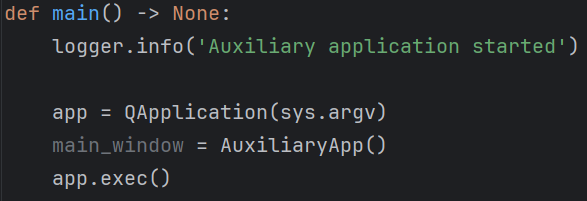 def main() -> None:
    logger.info('Auxiliary application started')

    app = QApplication(sys.argv)
    main_window = AuxiliaryApp()
    app.exec()